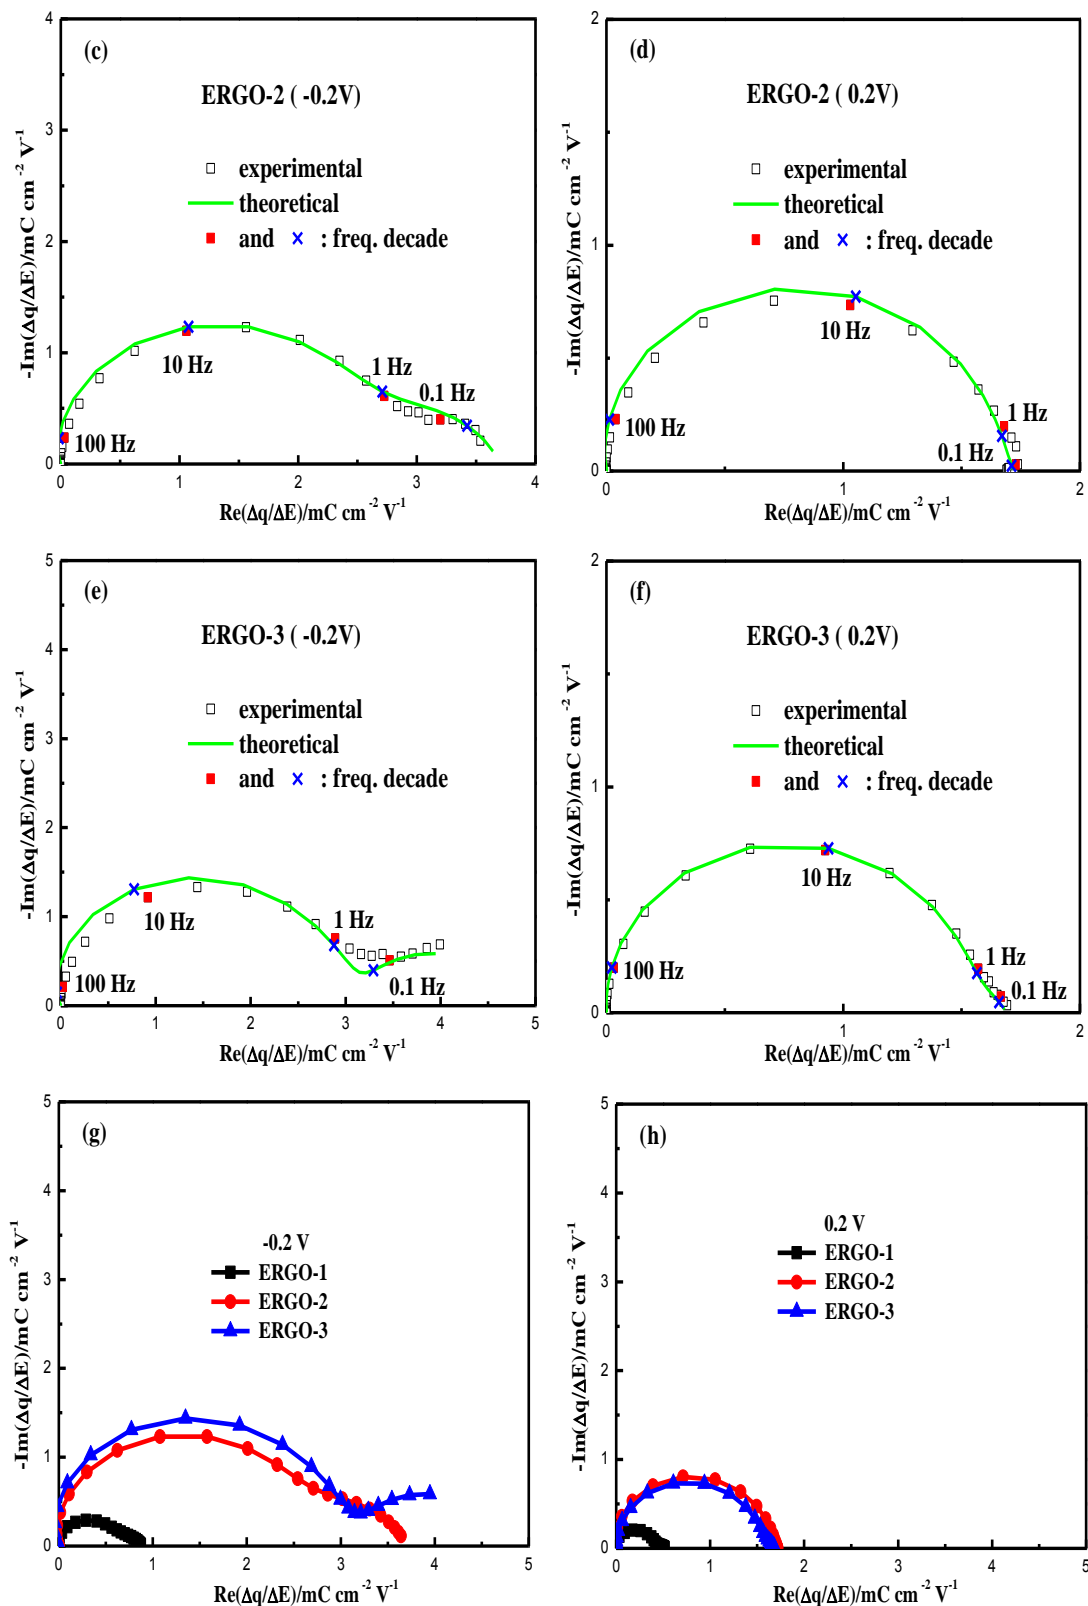 (c)
ERGO-2 ( -0.2V)
experimental
theoretical
and × : freq. decade
10 Hz
1 Hz
0.1 Hz
100 Hz
4
3
2
1
0
0 1 2 3 4
-Im(Δq/ΔE)/mC cm⁻² V⁻¹
Re(Δq/ΔE)/mC cm⁻² V⁻¹
(d)
ERGO-2 ( 0.2V)
experimental
theoretical
and × : freq. decade
10 Hz
100 Hz
1 Hz
0.1 Hz
2
1
0
0 1 2
-Im(Δq/ΔE)/mC cm⁻² V⁻¹
Re(Δq/ΔE)/mC cm⁻² V⁻¹
(e)
ERGO-3 ( -0.2V)
experimental
theoretical
and × : freq. decade
10 Hz
1 Hz
100 Hz
0.1 Hz
5
4
3
2
1
0
0 1 2 3 4 5
-Im(Δq/ΔE)/mC cm⁻² V⁻¹
Re(Δq/ΔE)/mC cm⁻² V⁻¹
(f)
ERGO-3 ( 0.2V)
experimental
theoretical
and × : freq. decade
10 Hz
1 Hz
100 Hz
0.1 Hz
2
1
0
0 1 2
-Im(Δq/ΔE)/mC cm⁻² V⁻¹
Re(Δq/ΔE)/mC cm⁻² V⁻¹
(g)
-0.2 V
ERGO-1
ERGO-2
ERGO-3
5
4
3
2
1
0
0 1 2 3 4 5
-Im(Δq/ΔE)/mC cm⁻² V⁻¹
Re(Δq/ΔE)/mC cm⁻² V⁻¹
(h)
0.2 V
ERGO-1
ERGO-2
ERGO-3
5
4
3
2
1
0
0 1 2 3 4 5
-Im(Δq/ΔE)/mC cm⁻² V⁻¹
Re(Δq/ΔE)/mC cm⁻² V⁻¹